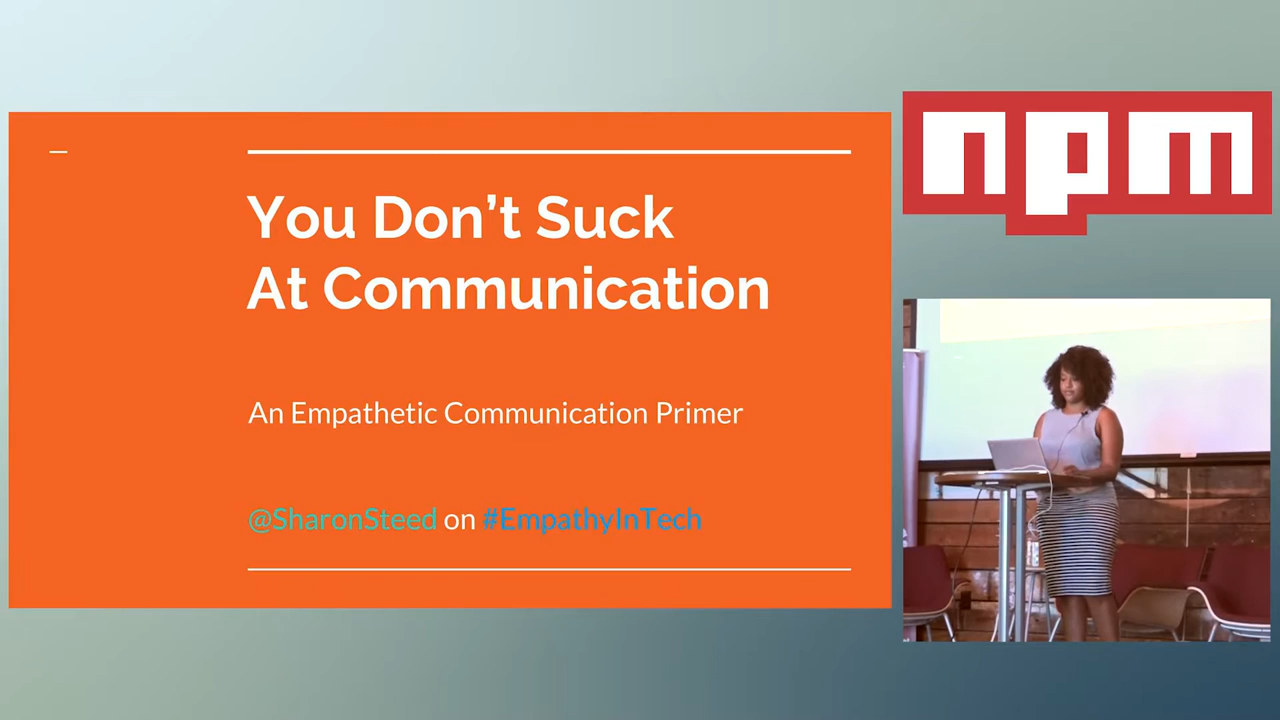 You Don’t Suck
At Communication
An Empathetic Communication Primer
@SharonSteed on #EmpathyInTech
npm